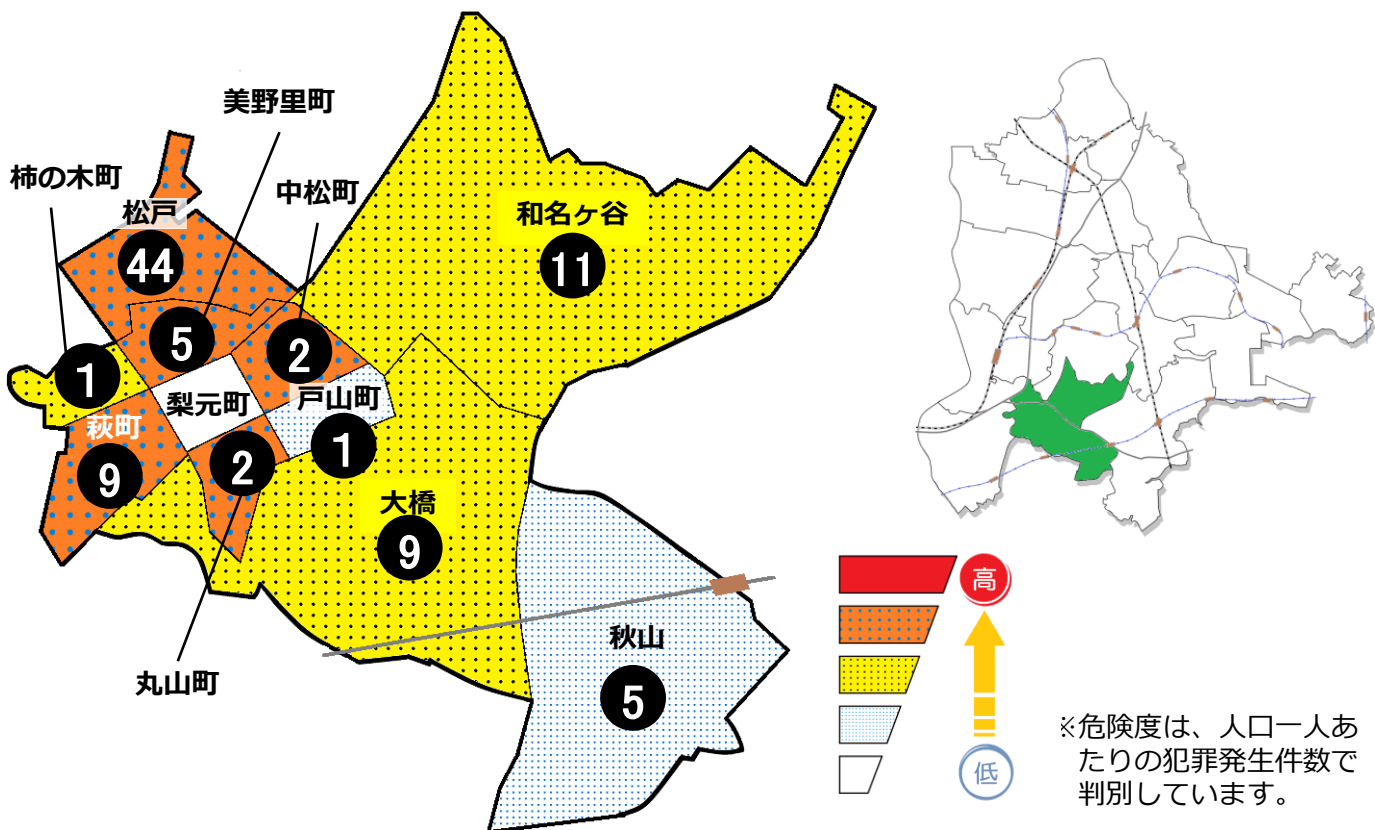 美野里町
柿の木町
中松町
松戸
44
和名ヶ谷
11
5
2
1
梨元町
戸山町
萩町
9
2
1
大橋
9
丸山町
秋山
5
高
低
※危険度は、人口一人あ
たりの犯罪発生件数で
判別しています。